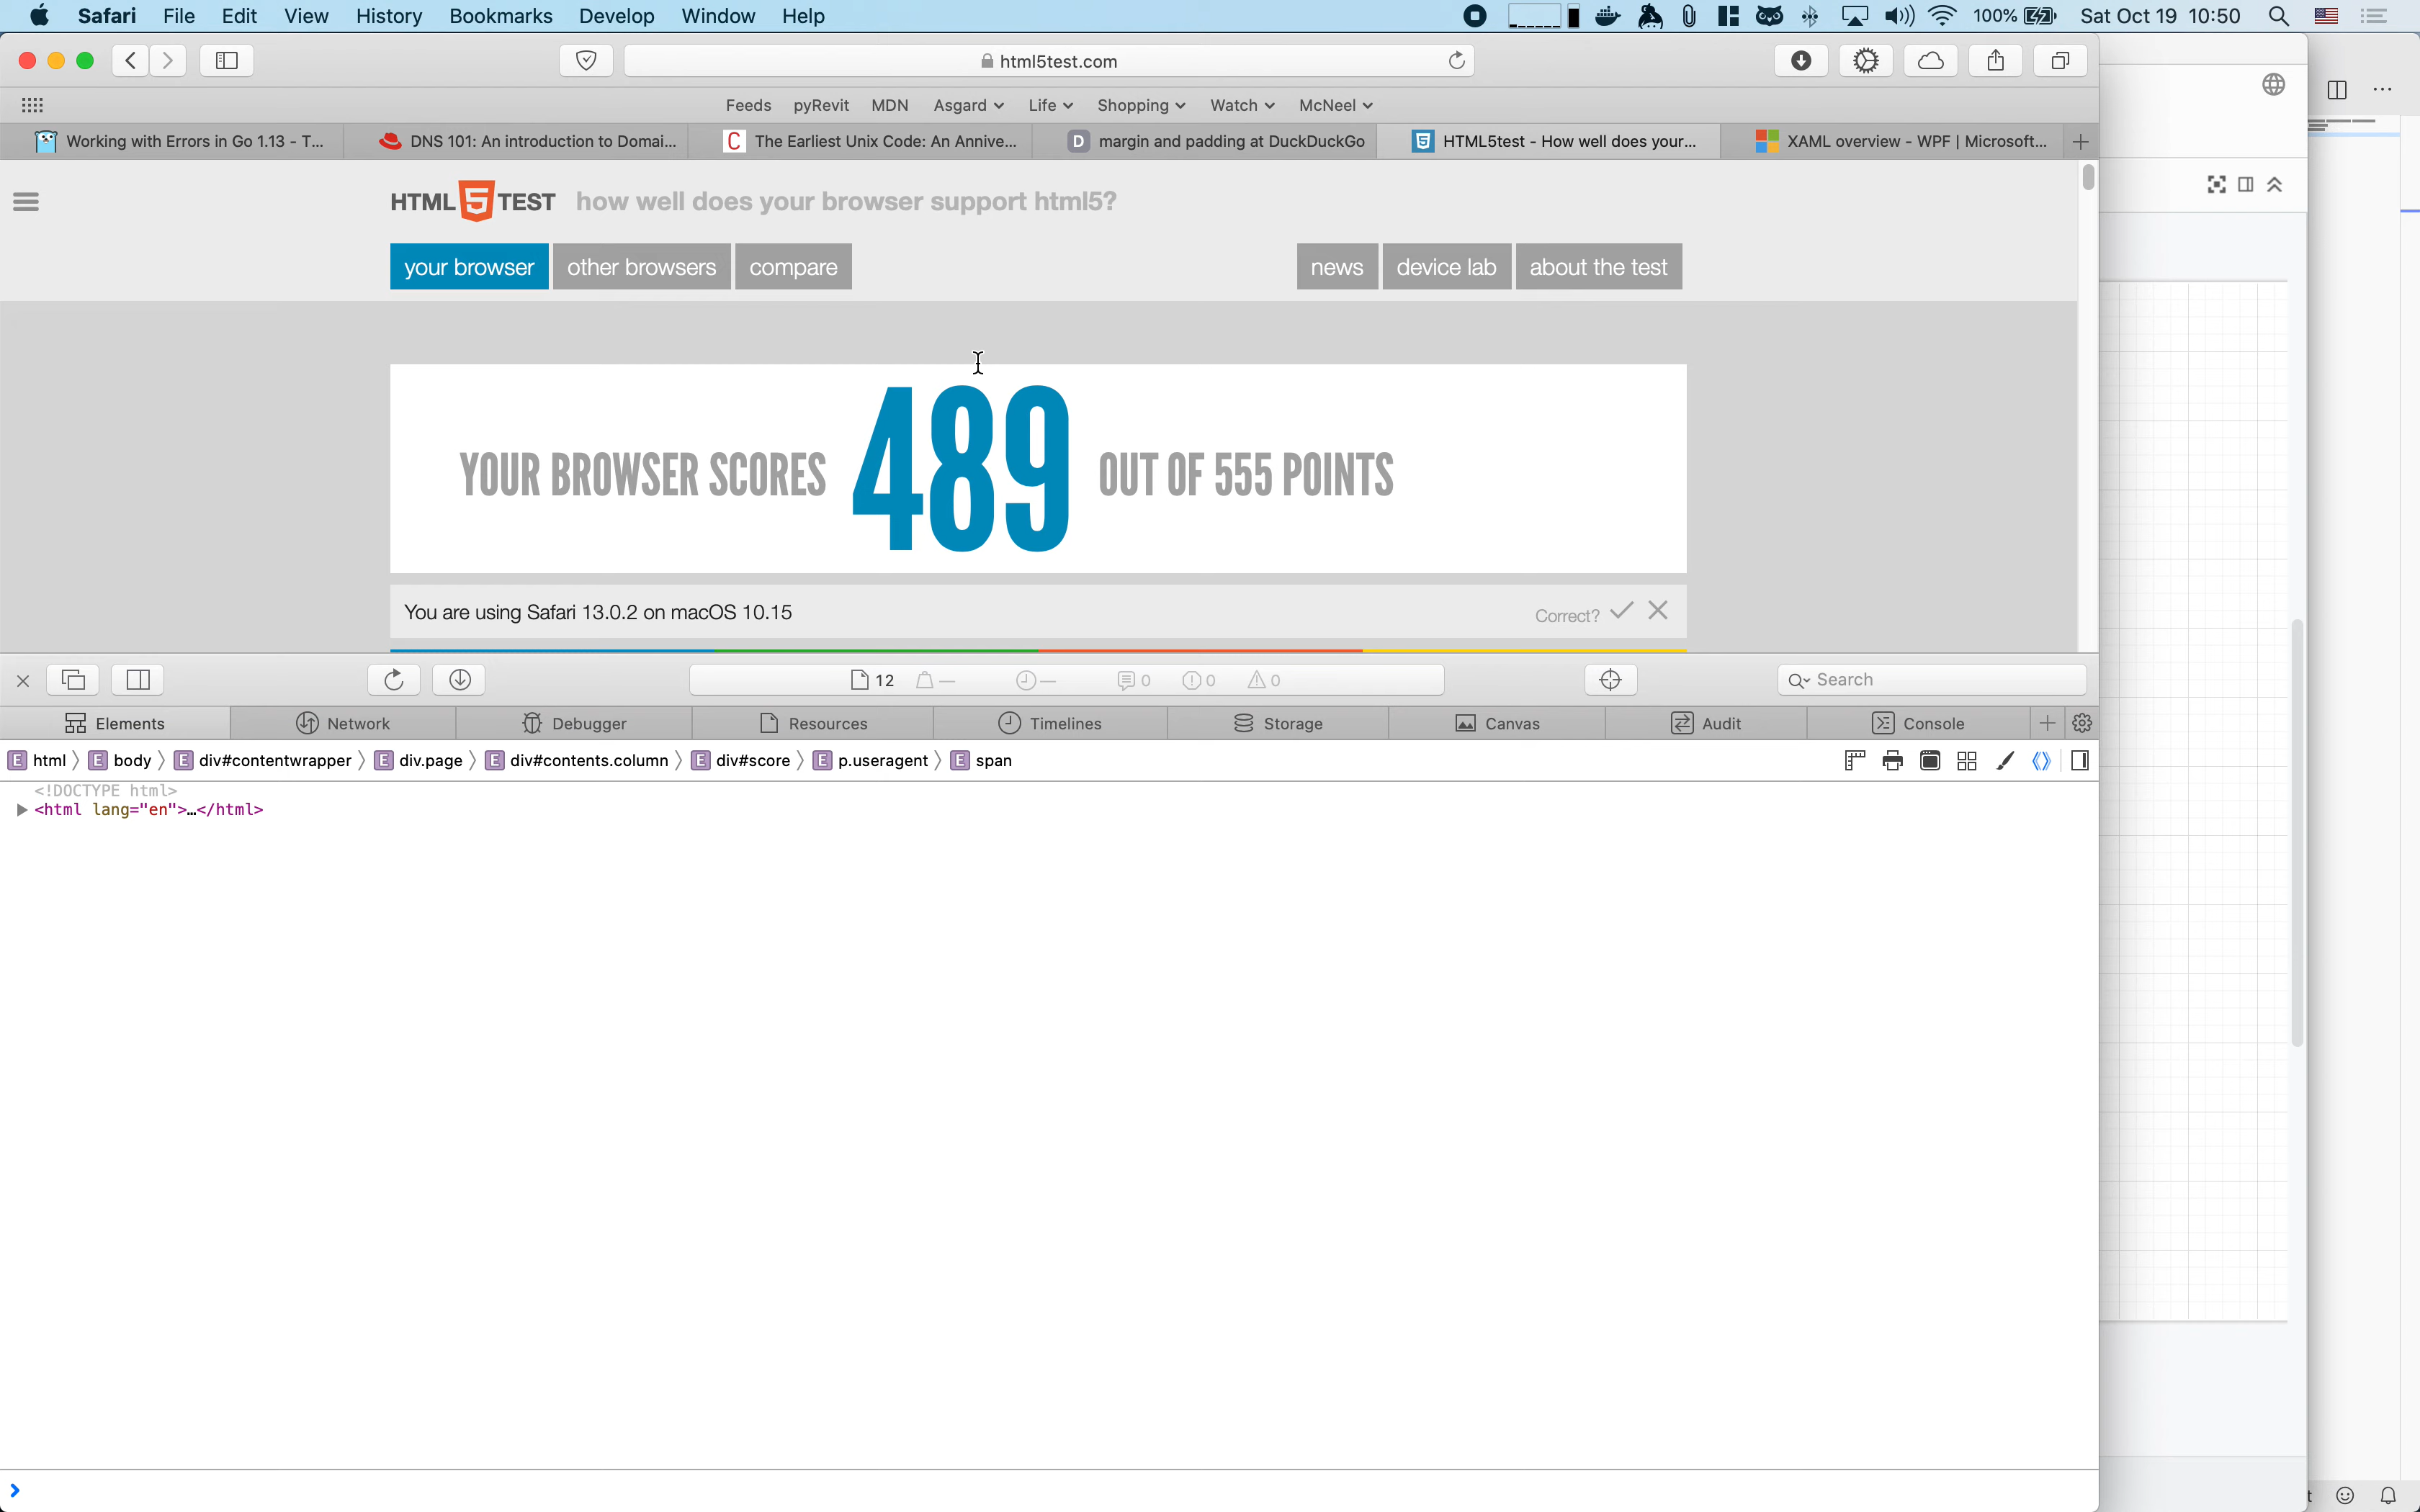 Safari File Edit View History Bookmarks Develop Window Help
100% Sat Oct 19 10:50
html5test.com
Feeds pyRevit MDN Asgard Life Shopping Watch McNeel
Working with Errors in Go 1.13 - T...
DNS 101: An introduction to Domai...
C The Earliest Unix Code: An Annive...
D margin and padding at DuckDuckGo
HTML5test - How well does your...
XAML overview - WPF | Microsoft...
HTML 5 TEST how well does your browser support html5?
your browser other browsers compare
news device lab about the test
YOUR BROWSER SCORES 489 OUT OF 555 POINTS
You are using Safari 13.0.2 on macOS 10.15
Correct?
12 — — 0 0 0
Search
Elements Network Debugger Resources Timelines Storage Canvas Audit Console
E html E body E div#contentwrapper E div.page E div#contents.column E div#score E p.useragent E span
<!DOCTYPE html>
<html lang="en">…</html>